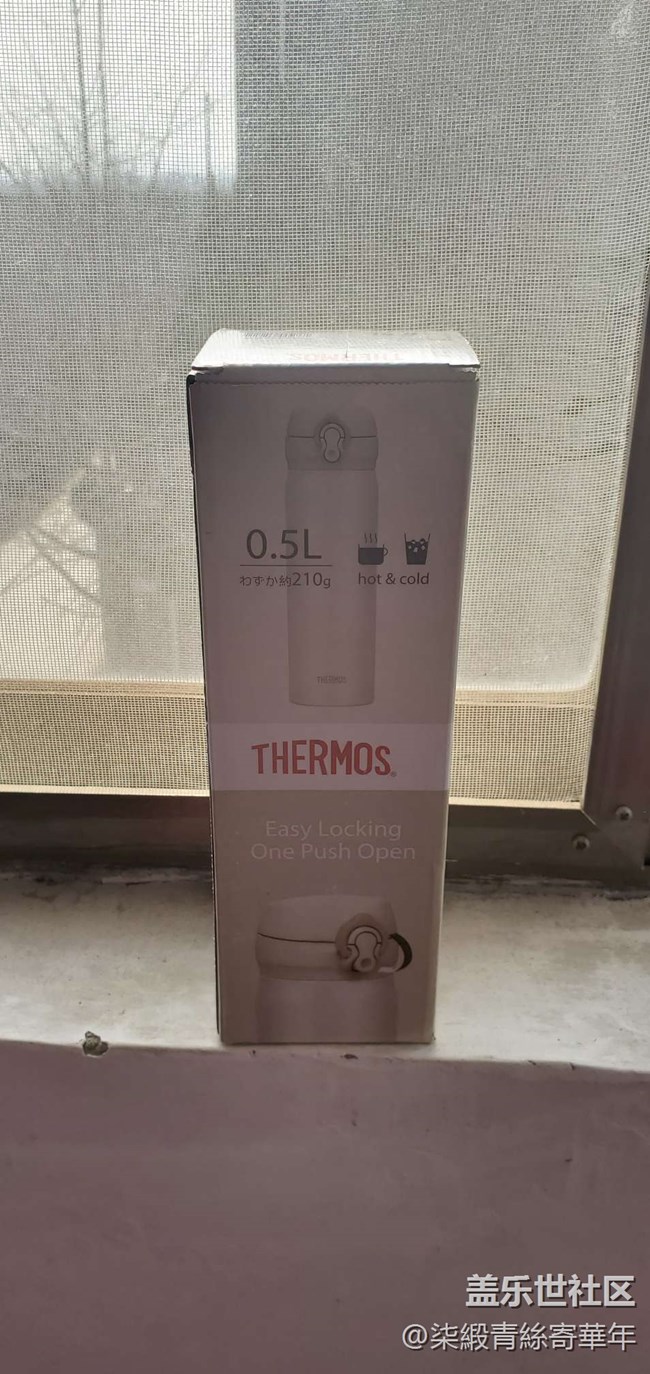 THERMOS
0.5L
hot & cold
わずか約210g
THERMOS
THERMOS®
Easy Locking
One Push Open
盖乐世社区
@柒緞青絲寄華年